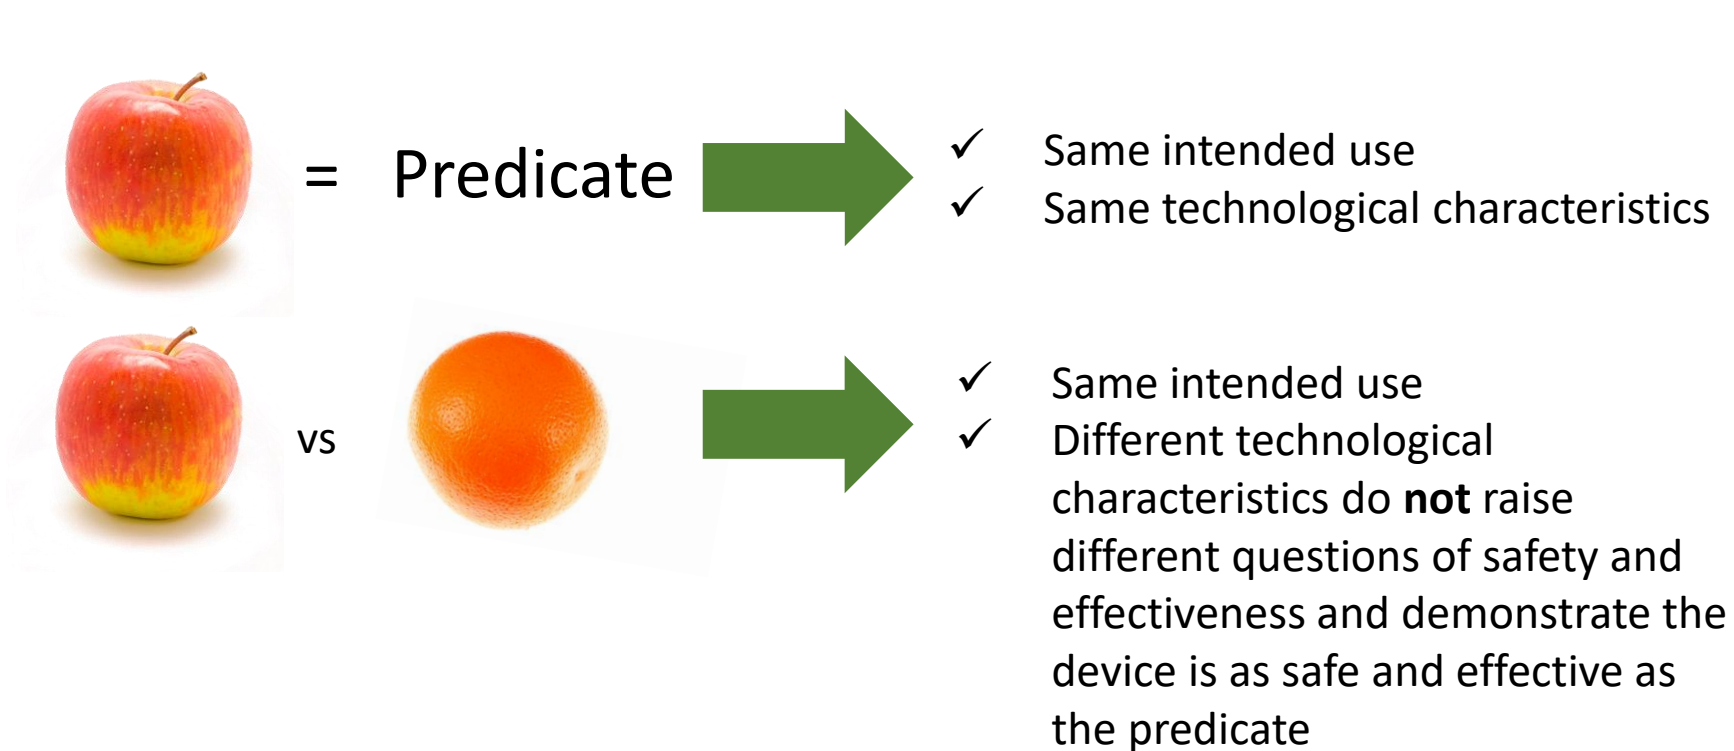 = Predicate
✓ Same intended use
✓ Same technological characteristics
vs
✓ Same intended use
✓ Different technological
characteristics do not raise
different questions of safety and
effectiveness and demonstrate the
device is as safe and effective as
the predicate